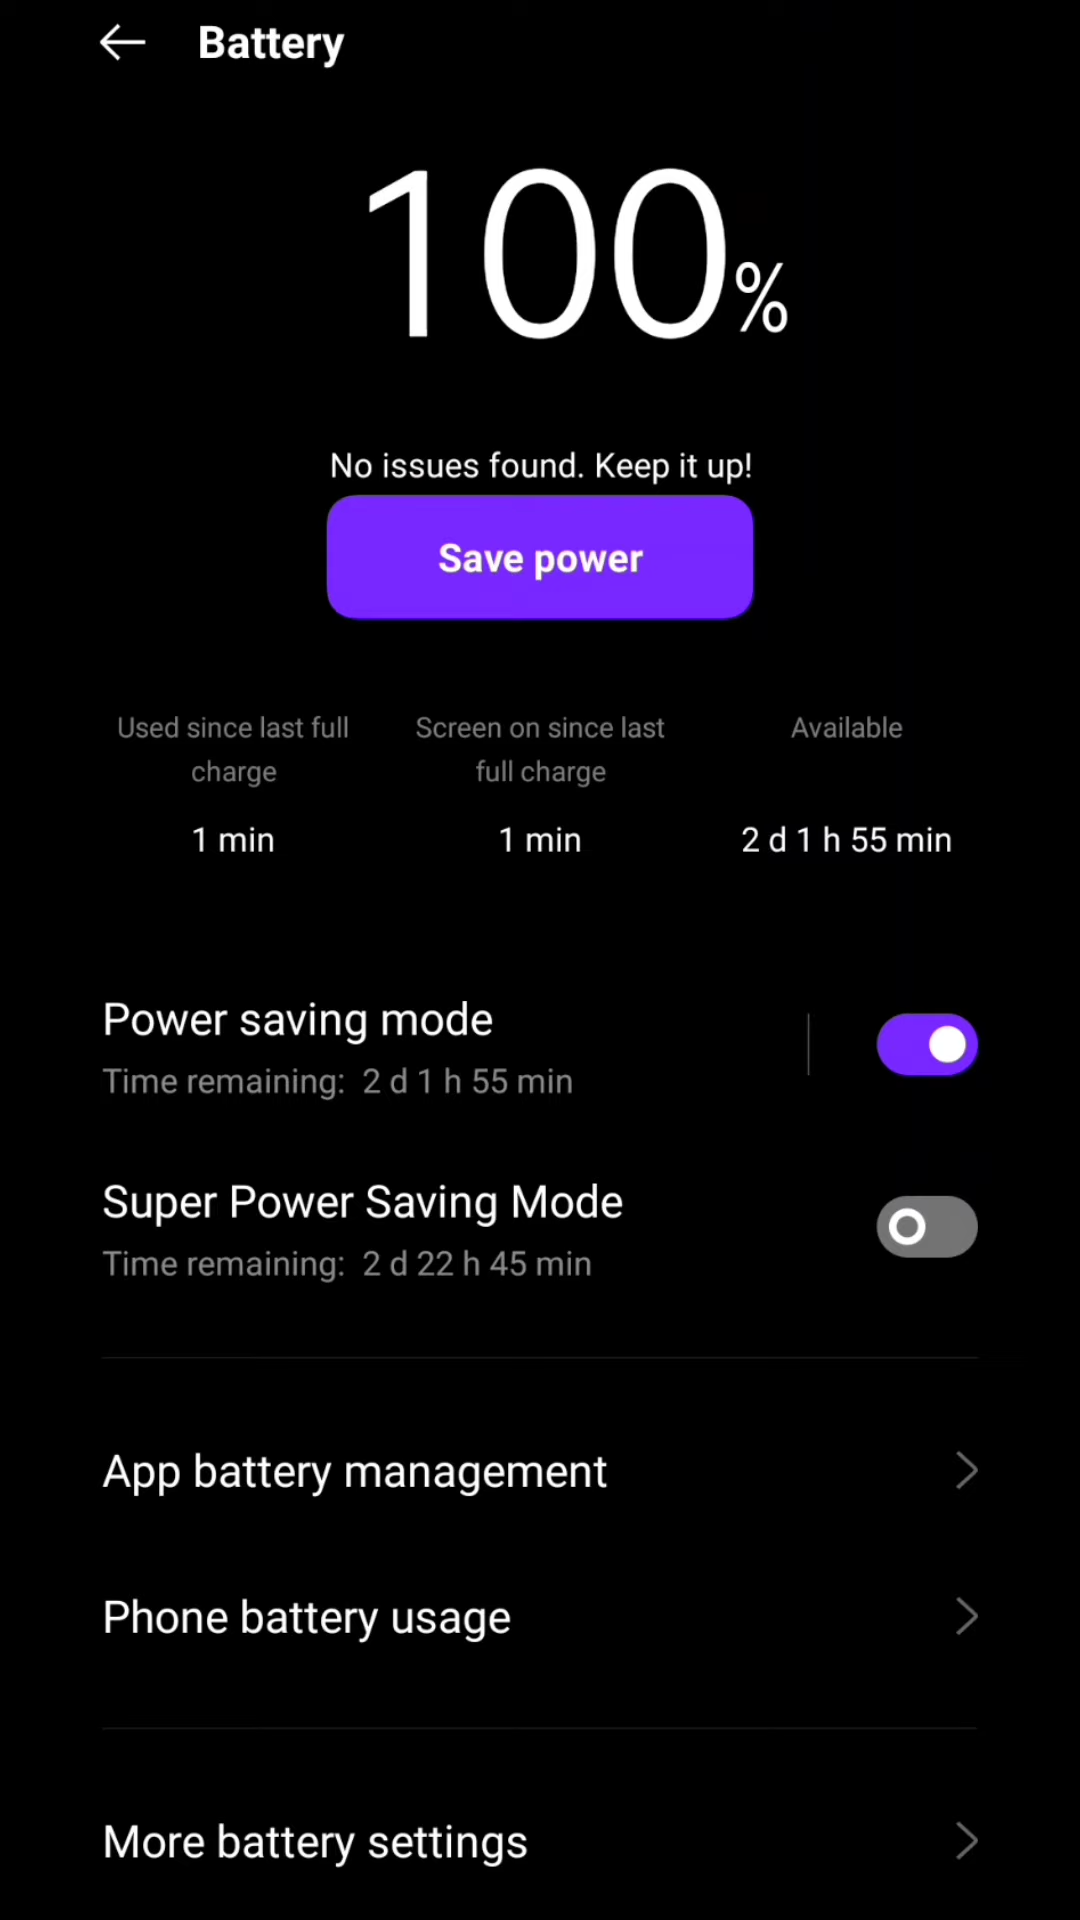 Battery
100%
No issues found. Keep it up!
Save power
Used since last full
charge
1 min
Screen on since last
full charge
1 min
Available
2 d 1 h 55 min
Power saving mode
Time remaining: 2 d 1 h 55 min
Super Power Saving Mode
Time remaining: 2 d 22 h 45 min
App battery management
Phone battery usage
More battery settings